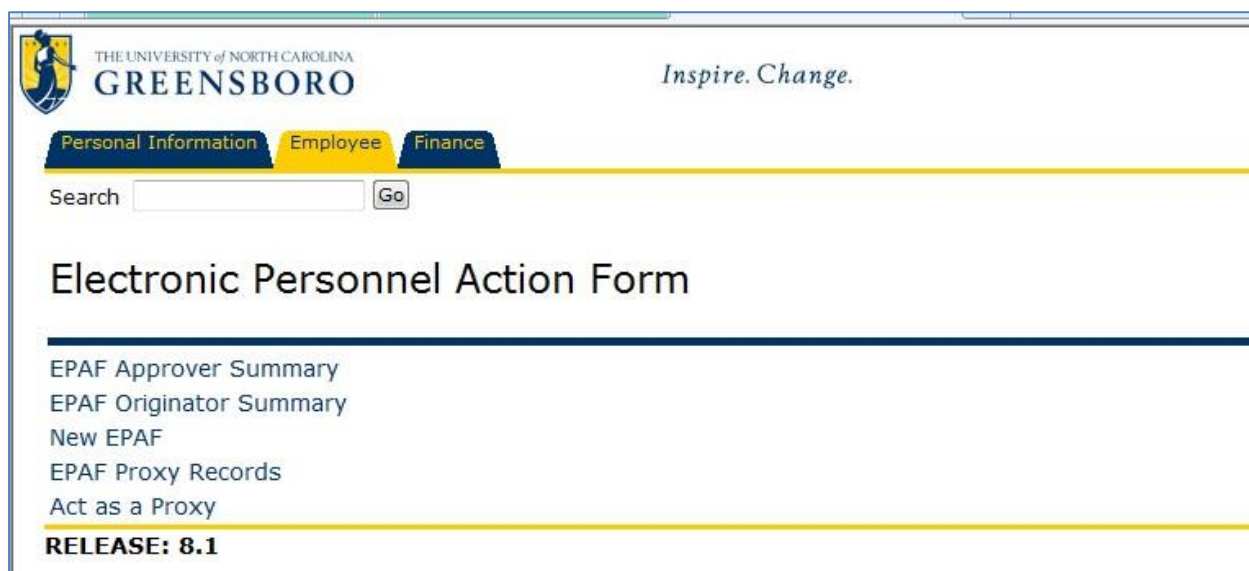 THE UNIVERSITY of NORTH CAROLINA
GREENSBORO
Inspire. Change.
Personal Information Employee Finance
Search Go
Electronic Personnel Action Form
EPAF Approver Summary
EPAF Originator Summary
New EPAF
EPAF Proxy Records
Act as a Proxy
RELEASE: 8.1